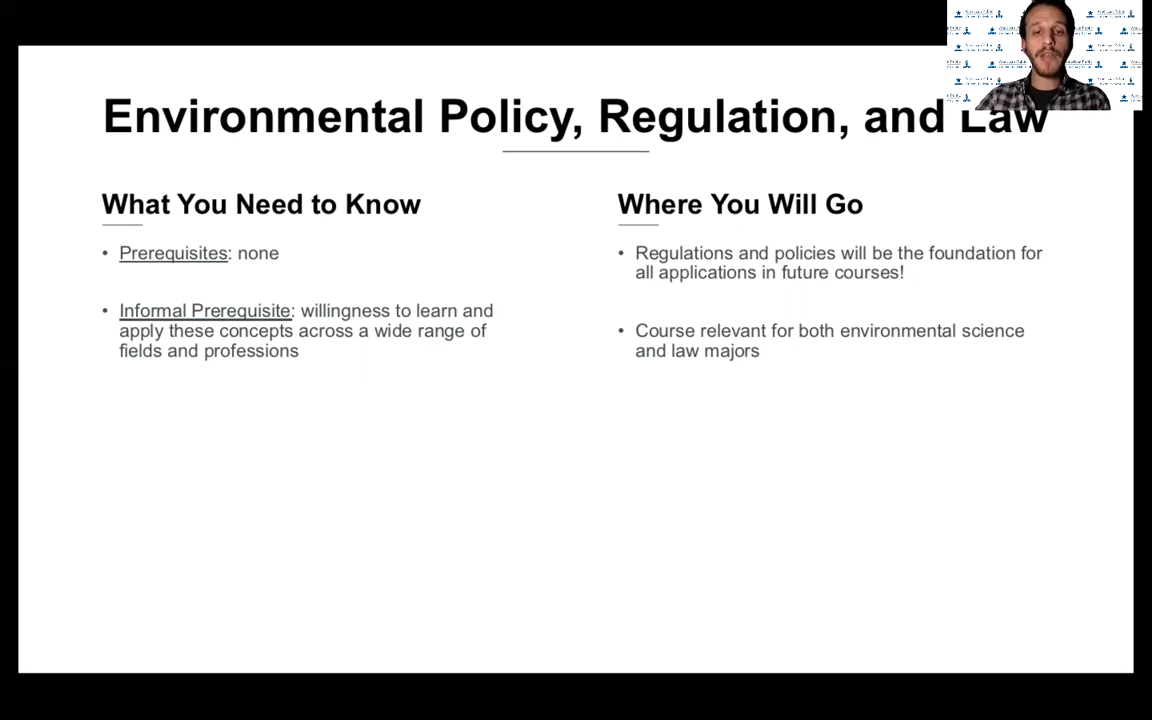 Environmental Policy, Regulation, and Law
What You Need to Know
• Prerequisites: none
• Informal Prerequisite: willingness to learn and
apply these concepts across a wide range of
fields and professions
Where You Will Go
• Regulations and policies will be the foundation for
all applications in future courses!
• Course relevant for both environmental science
and law majors